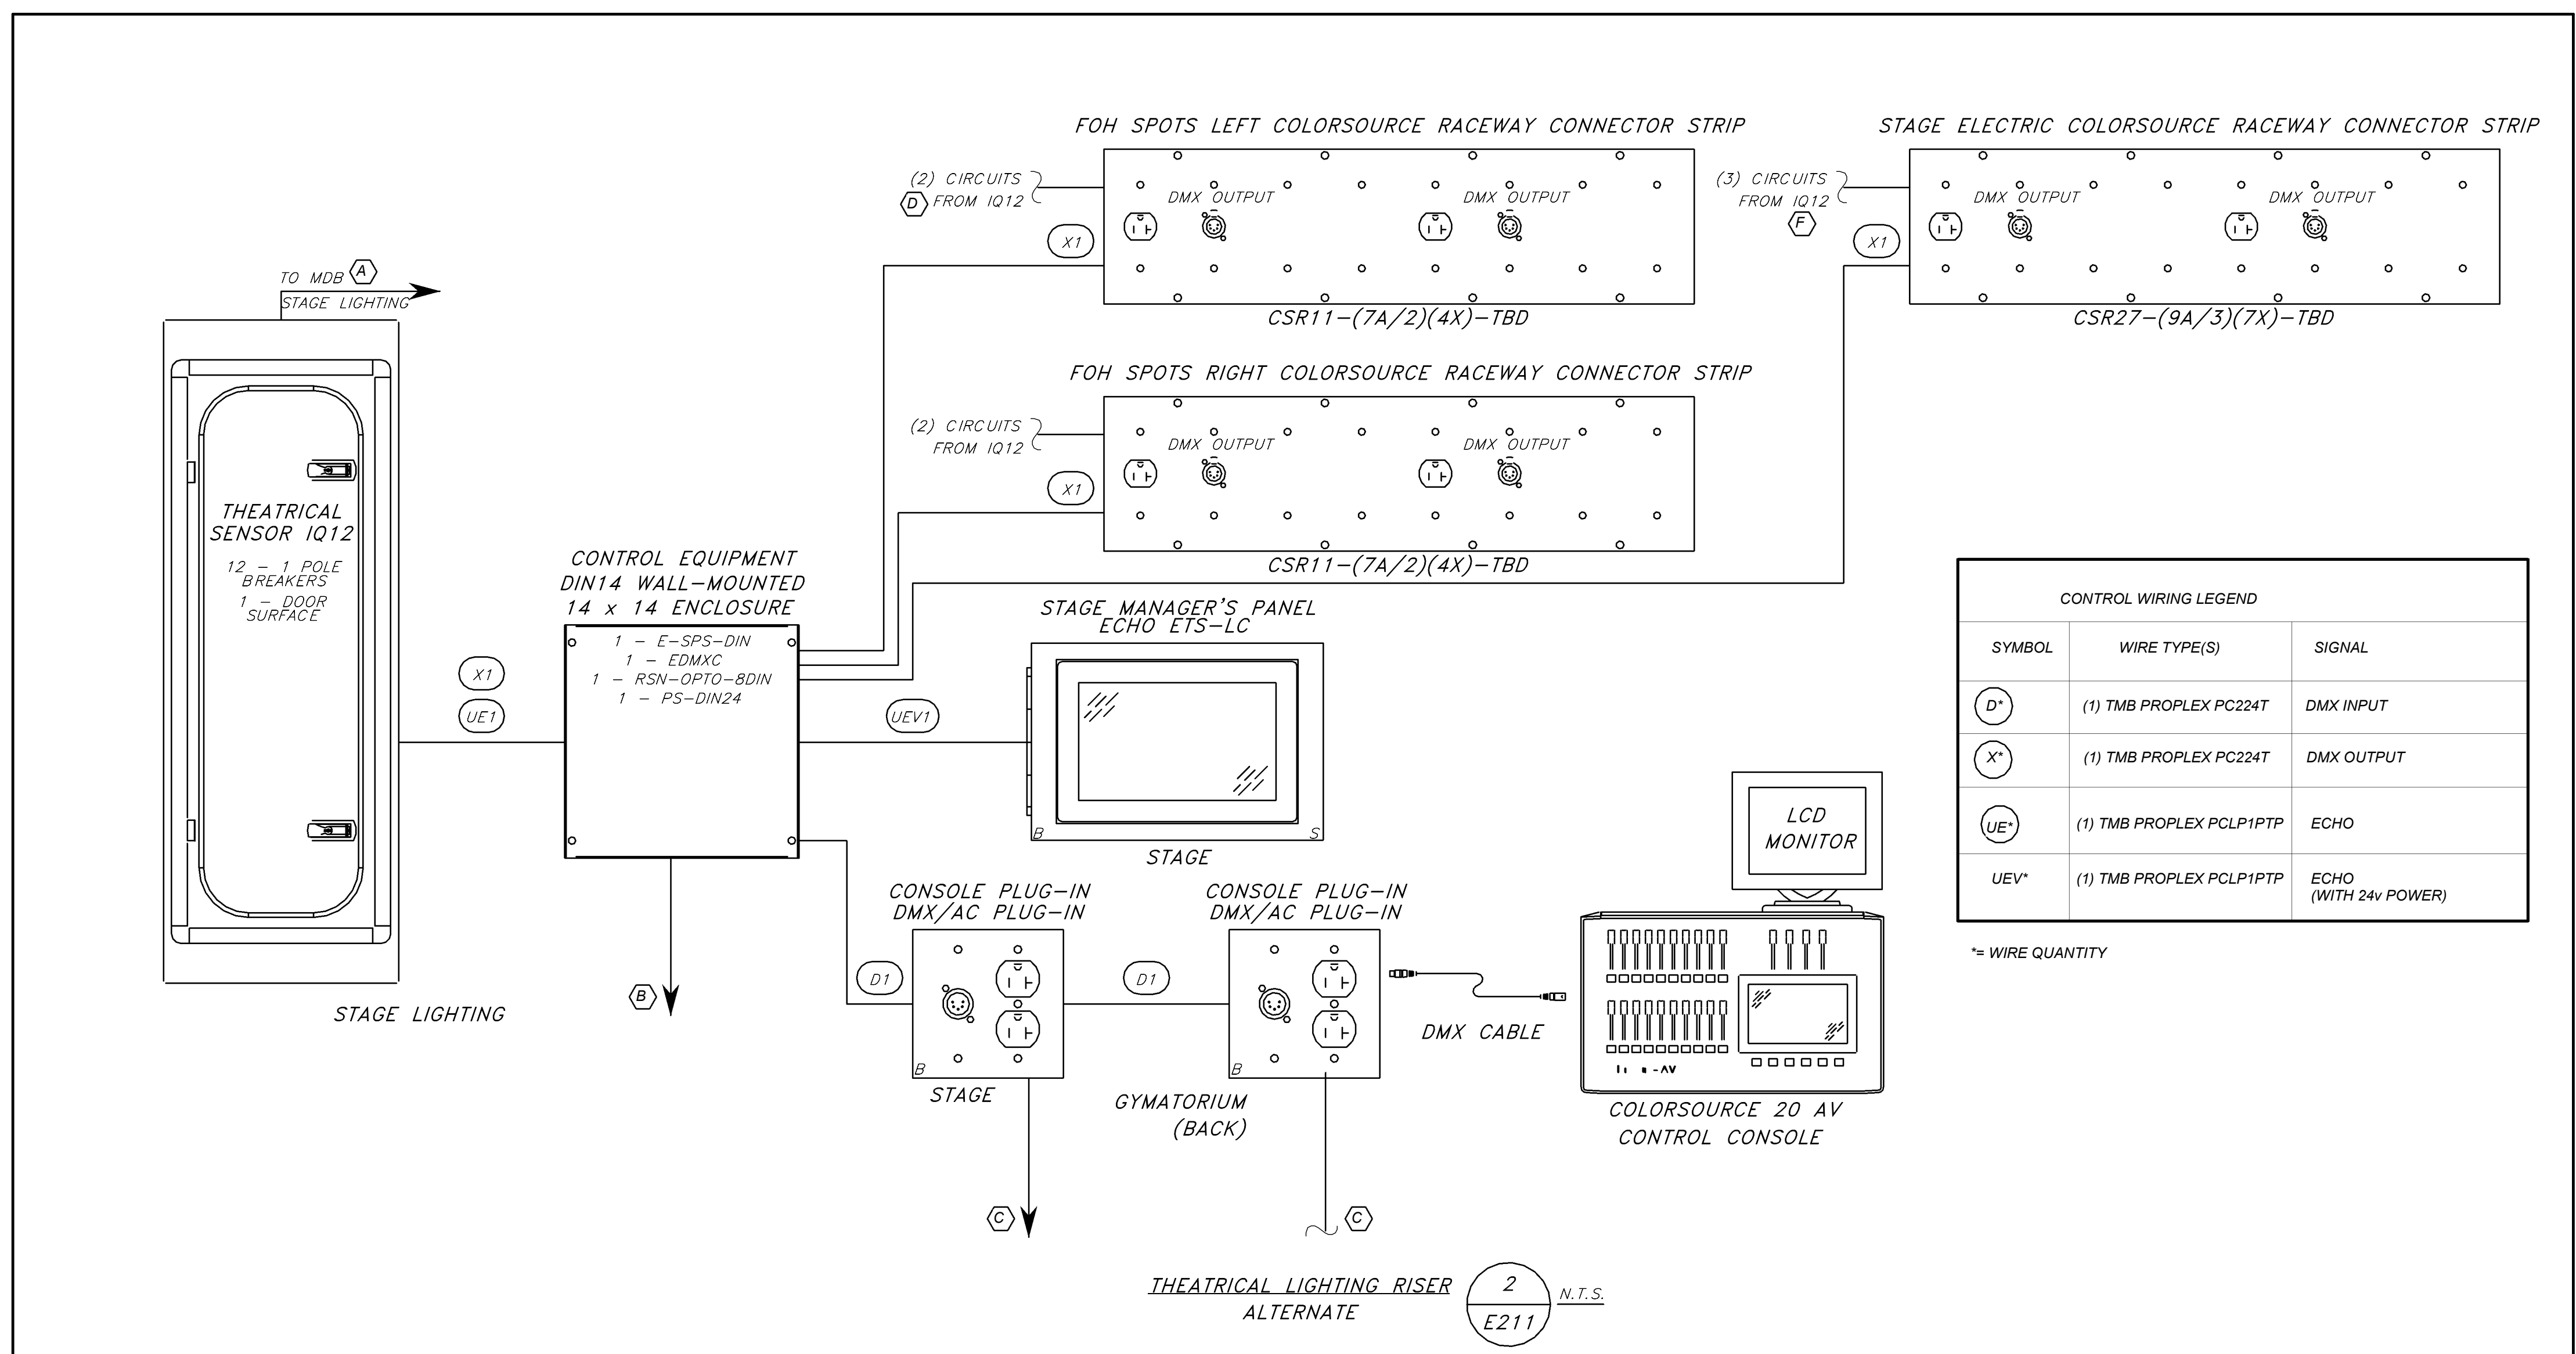 FOH SPOTS LEFT COLORSOURCE RACEWAY CONNECTOR STRIP
(2) CIRCUITS
D FROM IQ12
DMX OUTPUT
DMX OUTPUT
X1
CSR11-(7A/2)(4X)-TBD
STAGE ELECTRIC COLORSOURCE RACEWAY CONNECTOR STRIP
(3) CIRCUITS
FROM IQ12
F
DMX OUTPUT
DMX OUTPUT
X1
CSR27-(9A/3)(7X)-TBD
TO MDB A
STAGE LIGHTING
FOH SPOTS RIGHT COLORSOURCE RACEWAY CONNECTOR STRIP
(2) CIRCUITS
FROM IQ12
DMX OUTPUT
DMX OUTPUT
X1
CSR11-(7A/2)(4X)-TBD
THEATRICAL
SENSOR IQ12
12 - 1 POLE
BREAKERS
1 - DOOR
SURFACE
STAGE LIGHTING
X1
UE1
CONTROL EQUIPMENT
DIN14 WALL-MOUNTED
14 x 14 ENCLOSURE
1 - E-SPS-DIN
1 - EDMXC
1 - RSN-OPTO-8DIN
1 - PS-DIN24
B
UEV1
STAGE MANAGER'S PANEL
ECHO ETS-LC
B
S
STAGE
CONSOLE PLUG-IN
DMX/AC PLUG-IN
D1
B
STAGE
C
CONSOLE PLUG-IN
DMX/AC PLUG-IN
D1
B
GYMATORIUM
(BACK)
C
DMX CABLE
LCD
MONITOR
COLORSOURCE 20 AV
CONTROL CONSOLE
CONTROL WIRING LEGEND
SYMBOL WIRE TYPE(S) SIGNAL
D* (1) TMB PROPLEX PC224T DMX INPUT
X* (1) TMB PROPLEX PC224T DMX OUTPUT
UE* (1) TMB PROPLEX PCLP1PTP ECHO
UEV* (1) TMB PROPLEX PCLP1PTP ECHO
(WITH 24v POWER)
*= WIRE QUANTITY
THEATRICAL LIGHTING RISER
ALTERNATE
2
E211
N.T.S.